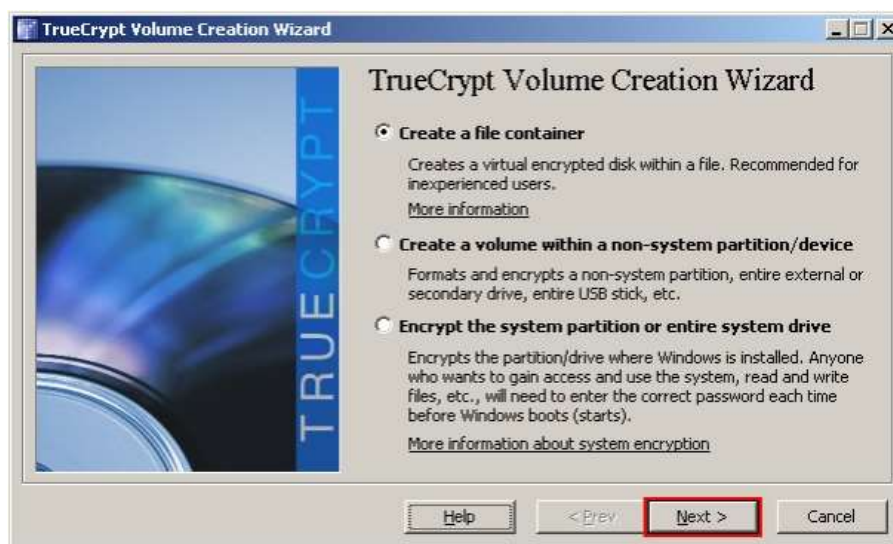 TrueCrypt Volume Creation Wizard
TRUECRYPT
TrueCrypt Volume Creation Wizard
Create a file container
Creates a virtual encrypted disk within a file. Recommended for
inexperienced users.
More information
Create a volume within a non-system partition/device
Formats and encrypts a non-system partition, entire external or
secondary drive, entire USB stick, etc.
Encrypt the system partition or entire system drive
Encrypts the partition/drive where Windows is installed. Anyone
who wants to gain access and use the system, read and write
files, etc., will need to enter the correct password each time
before Windows boots (starts).
More information about system encryption
Help
< Prev
Next >
Cancel